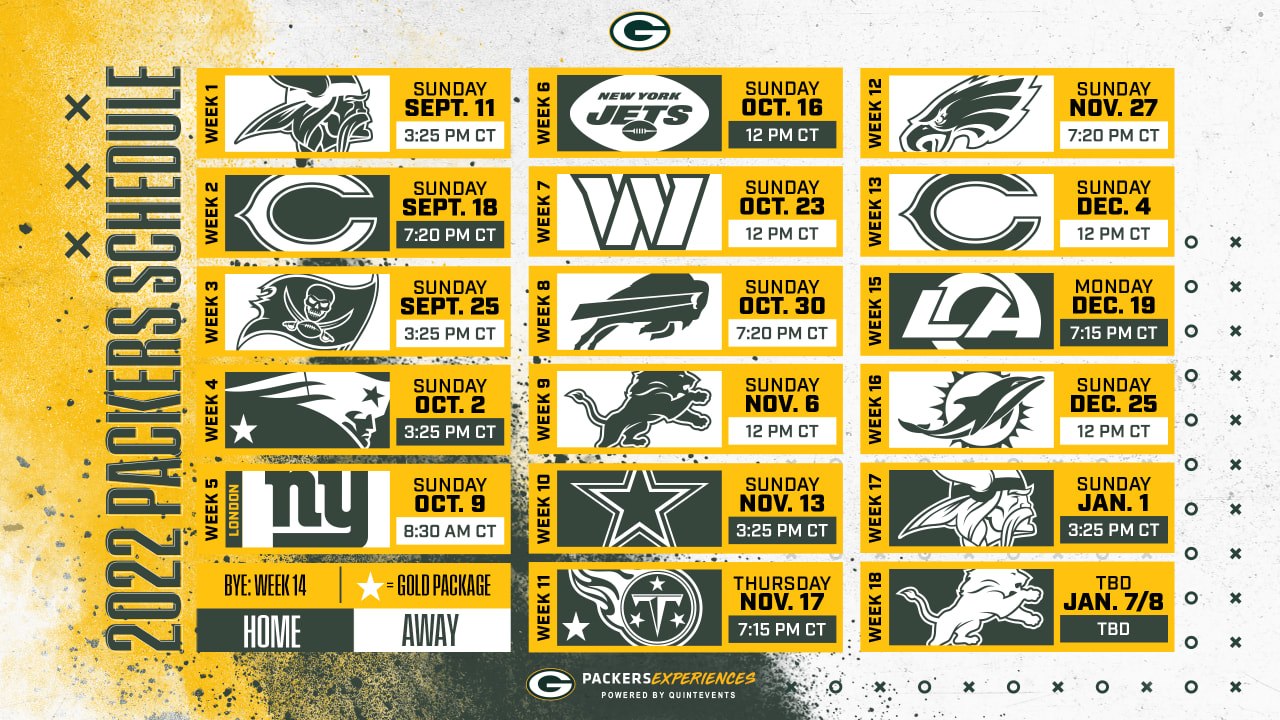 G
2022 PACKERS SCHEDULE
WEEK 1
SUNDAY
SEPT. 11
3:25 PM CT
WEEK 2
C
SUNDAY
SEPT. 18
7:20 PM CT
WEEK 3
SUNDAY
SEPT. 25
3:25 PM CT
WEEK 4
SUNDAY
OCT. 2
3:25 PM CT
WEEK 5
LONDON
ny
SUNDAY
OCT. 9
8:30 AM CT
BYE: WEEK 14
= GOLD PACKAGE
HOME
AWAY
WEEK 6
NEW YORK
JETS
SUNDAY
OCT. 16
12 PM CT
WEEK 7
W
SUNDAY
OCT. 23
12 PM CT
WEEK 8
SUNDAY
OCT. 30
7:20 PM CT
WEEK 9
SUNDAY
NOV. 6
12 PM CT
WEEK 10
SUNDAY
NOV. 13
3:25 PM CT
WEEK 11
T
THURSDAY
NOV. 17
7:15 PM CT
WEEK 12
SUNDAY
NOV. 27
7:20 PM CT
WEEK 13
C
SUNDAY
DEC. 4
12 PM CT
WEEK 15
LA
MONDAY
DEC. 19
7:15 PM CT
WEEK 16
SUNDAY
DEC. 25
12 PM CT
WEEK 17
SUNDAY
JAN. 1
3:25 PM CT
WEEK 18
TBD
JAN. 7/8
TBD
G
PACKERS EXPERIENCES
POWERED BY QUINTEVENTS